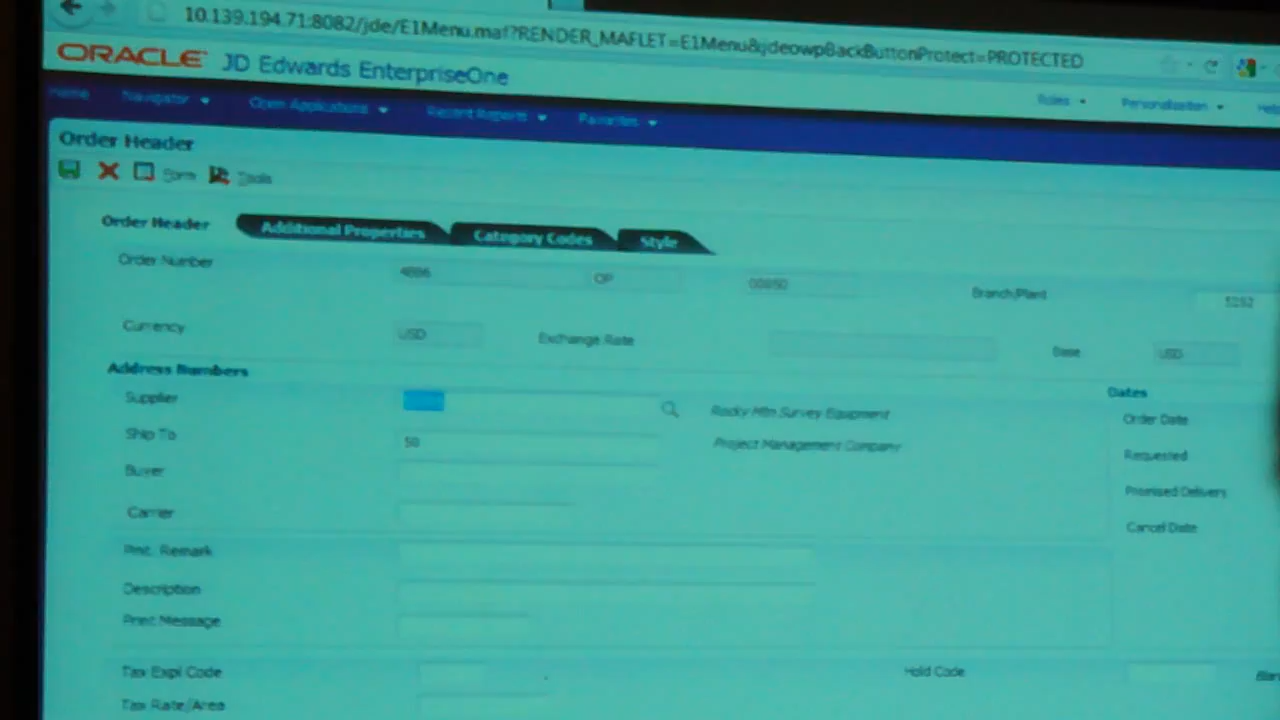 10.139.194.71:8082/jde/E1Menu.maf?RENDER_MAFLET=E1Menu&jdeowpBackButtonProtect=PROTECTED
ORACLE JD Edwards EnterpriseOne
Home Navigator Open Applications Recent Reports Favorites Roles Personalization
Order Header
Form Tools
Order Header Additional Properties Category Codes Style
Order Number 4886 OP 00050 Branch/Plant
Currency USD Exchange Rate Base USD
Address Numbers Dates
Supplier Rocky Mtn Survey Equipment Order Date
Ship To 50 Project Management Company Requested
Buyer Promised Delivery
Carrier Cancel Date
Pmt. Remark
Description
Print Message
Tax Expl Code Hold Code
Tax Rate/Area